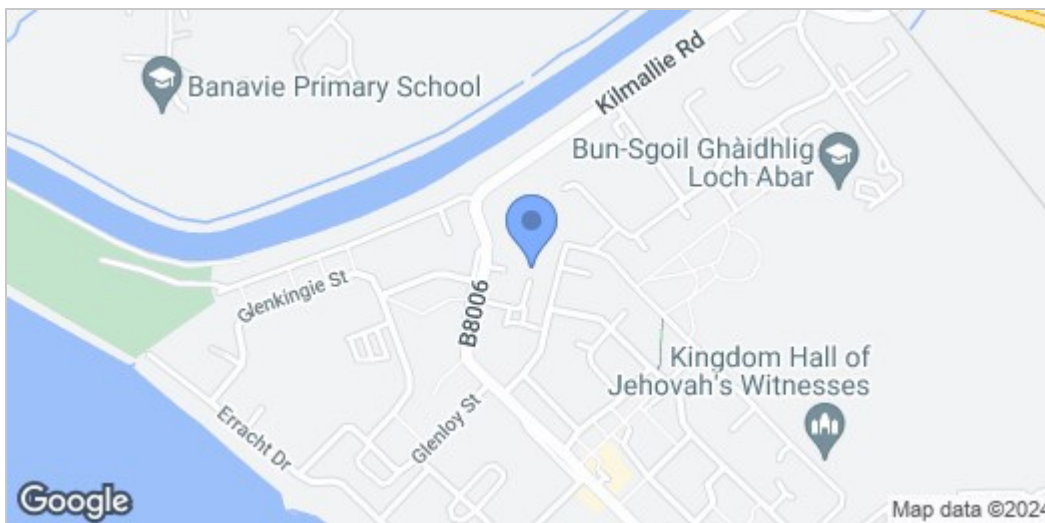 Banavie Primary School
Kilmallie Rd
Bun-Sgoil Ghàidhlig
Loch Abar
Glenkingie St
B8006
Kingdom Hall of
Jehovah's Witnesses
Erracht Dr
Glenloy St
Google
Map data ©2024